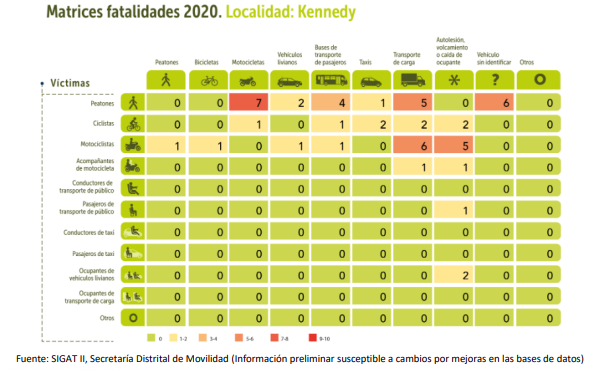 Matrices fatalidades 2020. Localidad: Kennedy
Peatones Bicicletas Motocicletas Vehículos livianos Buses de transporte de pasajeros Taxis Transporte de carga Autolesión, volcamiento o caída de ocupante Vehículo sin identificar Otros
Víctimas
Peatones 0 0 7 2 4 1 5 0 6 0
Ciclistas 0 0 1 0 1 2 2 2 0 0
Motociclistas 1 1 0 1 1 0 6 5 0 0
Acompañantes de motocicleta 0 0 0 0 0 0 1 1 0 0
Conductores de transporte de público 0 0 0 0 0 0 0 0 0 0
Pasajeros de transporte de público 0 0 0 0 0 0 0 1 0 0
Conductores de taxi 0 0 0 0 0 0 0 0 0 0
Pasajeros de taxi 0 0 0 0 0 0 0 0 0 0
Ocupantes de vehículos livianos 0 0 0 0 0 0 0 2 0 0
Ocupantes de transporte de carga 0 0 0 0 0 0 0 0 0 0
Otros 0 0 0 0 0 0 0 0 0 0
0 1-2 3-4 5-6 7-8 9-10
Fuente: SIGAT II, Secretaría Distrital de Movilidad (Información preliminar susceptible a cambios por mejoras en las bases de datos)